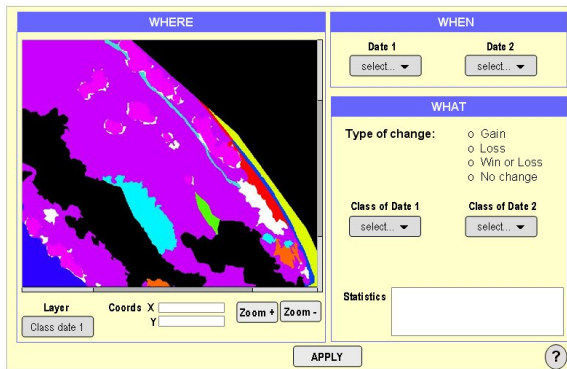 WHERE
Layer
Class date 1
Coords X
Y
Zoom +
Zoom -
WHEN
Date 1 Date 2
select... select...
WHAT
Type of change:
o Gain
o Loss
o Win or Loss
o No change
Class of Date 1 Class of Date 2
select... select...
Statistics
APPLY
?